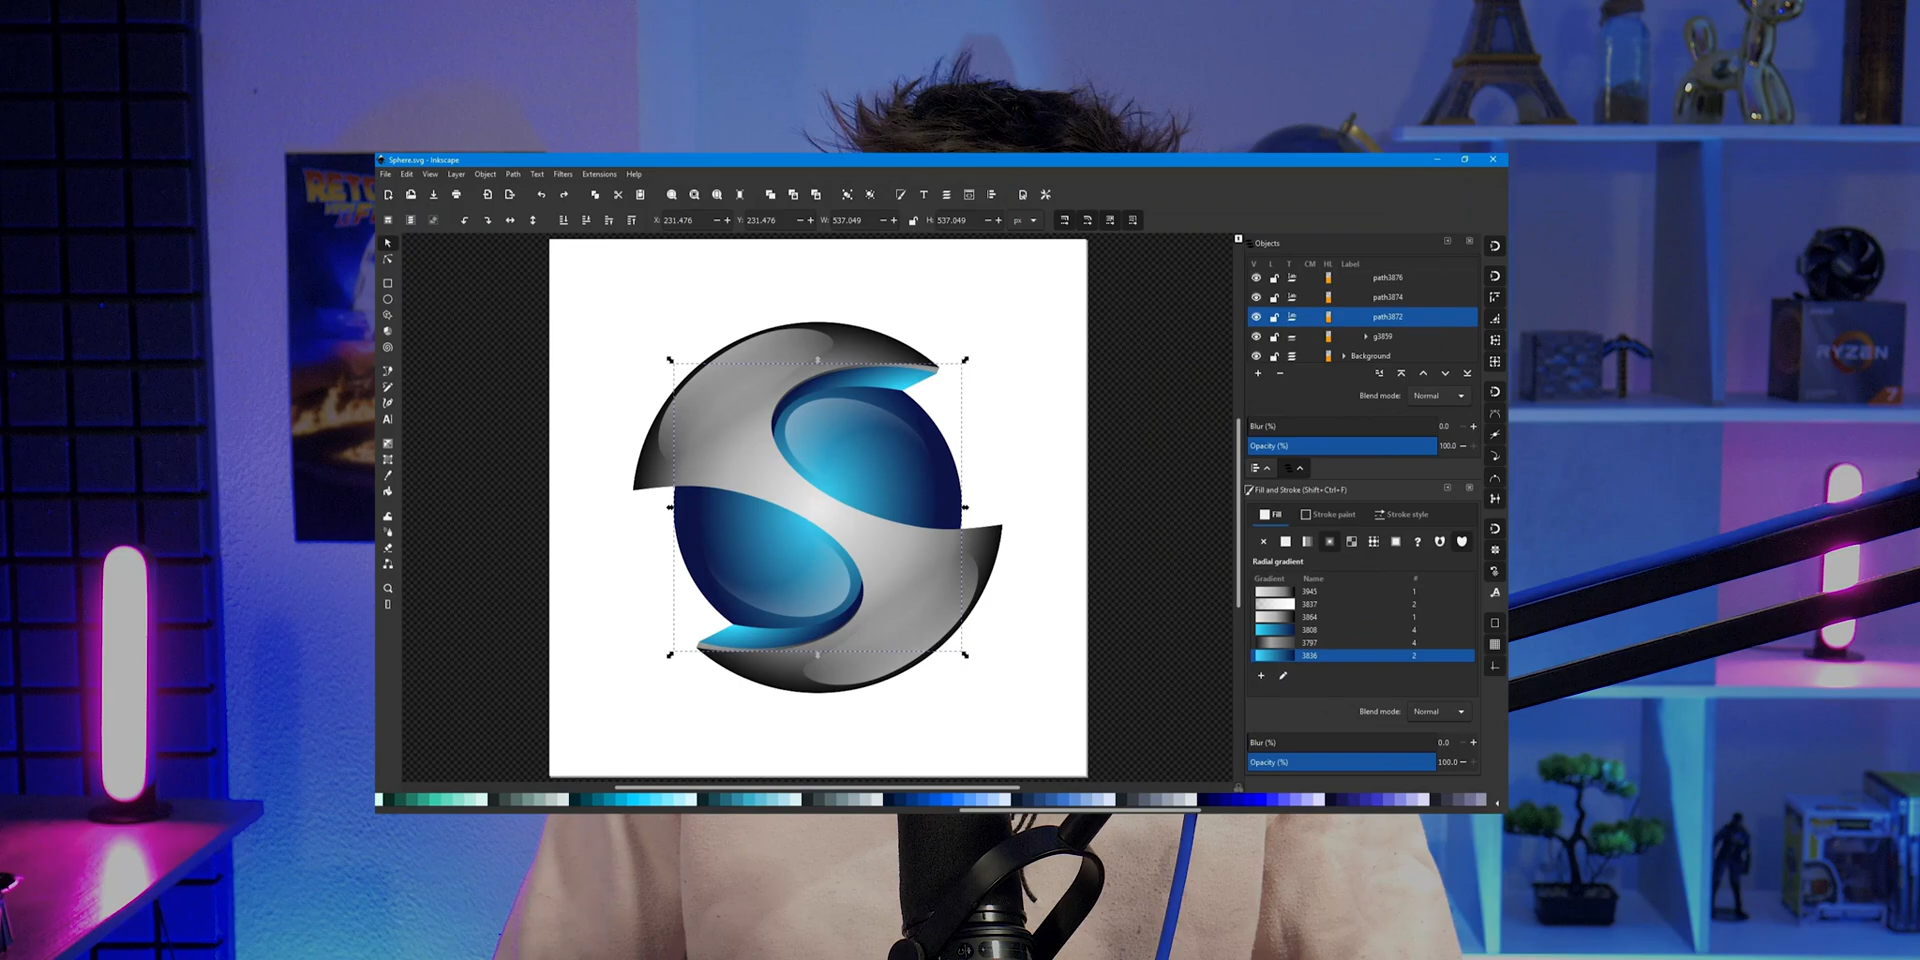 Sphere.svg - Inkscape
File Edit View Layer Object Path Text Filters Extensions Help
X: 231.476 − + Y: 231.476 − + W: 537.049 − + H: 537.049 − + px
Objects
V L T CM HL Label
path3876
path3874
path3872
g3859
Background
Blend mode: Normal
Blur (%) 0.0 − +
Opacity (%) 100.0 − +
Fill and Stroke (Shift+Ctrl+F)
Fill Stroke paint Stroke style
Radial gradient
Gradient Name #
3945 1
3837 2
3864 1
3808 4
3797 4
3836 2
Blend mode: Normal
Blur (%) 0.0 − +
Opacity (%) 100.0 − +
RYZEN
7